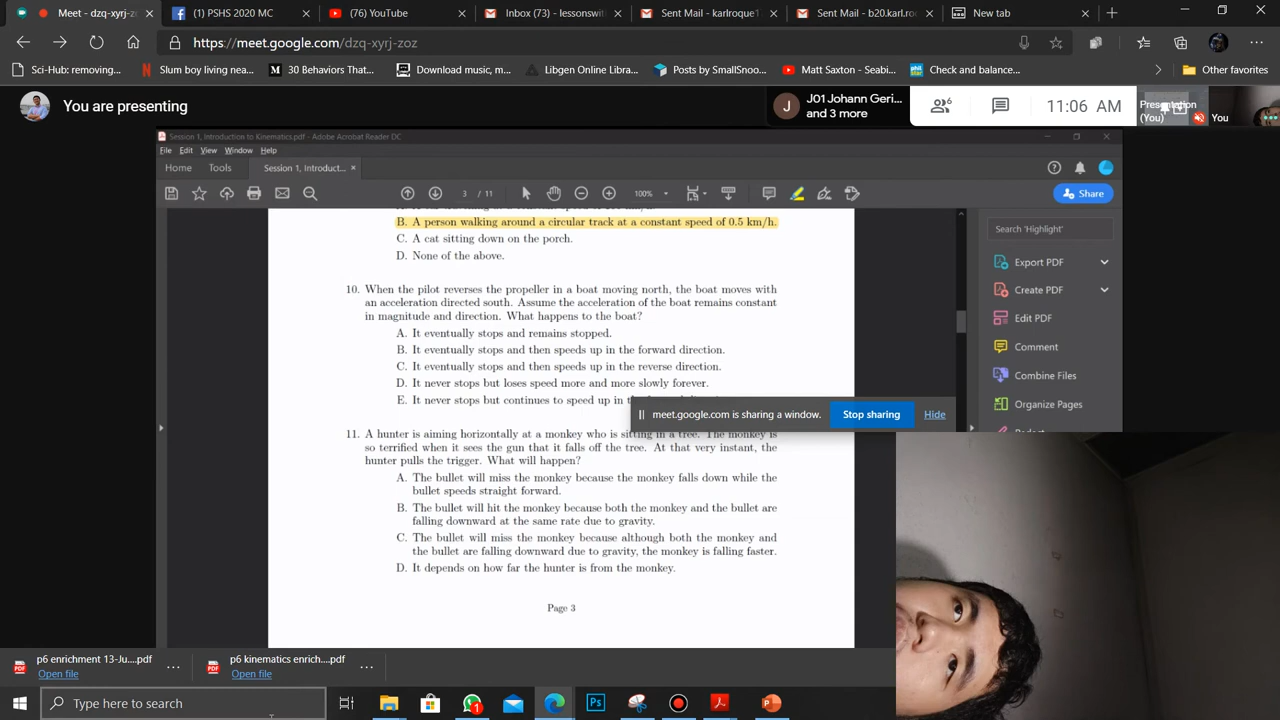 Meet - dzq-xyrj-zoz
(1) PSHS 2020 MC
(76) YouTube
Inbox (73) - lessonswith
Sent Mail - karlroque1
Sent Mail - b20.karl.ro
New tab
https://meet.google.com/dzq-xyrj-zoz
Sci-Hub: removing...
Slum boy living nea...
30 Behaviors That...
Download music, m...
Libgen Online Libra...
Posts by SmallSnoo...
Matt Saxton - Seabi...
Check and balance...
Other favorites
You are presenting
J
J01 Johann Geri...
and 3 more
6
11:06 AM
Presentation
(You)
You
Session 1, Introduction to Kinematics.pdf - Adobe Acrobat Reader DC
File Edit View Window Help
Home Tools Session 1, Introduct...
3 / 11
100%
Share
B. A person walking around a circular track at a constant speed of 0.5 km/h.
C. A cat sitting down on the porch.
D. None of the above.
10. When the pilot reverses the propeller in a boat moving north, the boat moves with
an acceleration directed south. Assume the acceleration of the boat remains constant
in magnitude and direction. What happens to the boat?
A. It eventually stops and remains stopped.
B. It eventually stops and then speeds up in the forward direction.
C. It eventually stops and then speeds up in the reverse direction.
D. It never stops but loses speed more and more slowly forever.
E. It never stops but continues to speed up in
11. A hunter is aiming horizontally at a monkey who is sitting in a tree. The monkey is
so terrified when it sees the gun that it falls off the tree. At that very instant, the
hunter pulls the trigger. What will happen?
A. The bullet will miss the monkey because the monkey falls down while the
bullet speeds straight forward.
B. The bullet will hit the monkey because both the monkey and the bullet are
falling downward at the same rate due to gravity.
C. The bullet will miss the monkey because although both the monkey and
the bullet are falling downward due to gravity, the monkey is falling faster.
D. It depends on how far the hunter is from the monkey.
Page 3
Search 'Highlight'
Export PDF
Create PDF
Edit PDF
Comment
Combine Files
Organize Pages
meet.google.com is sharing a window.
Stop sharing
Hide
p6 enrichment 13-Ju....pdf
Open file
p6 kinematics enrich....pdf
Open file
Type here to search
1
Ps